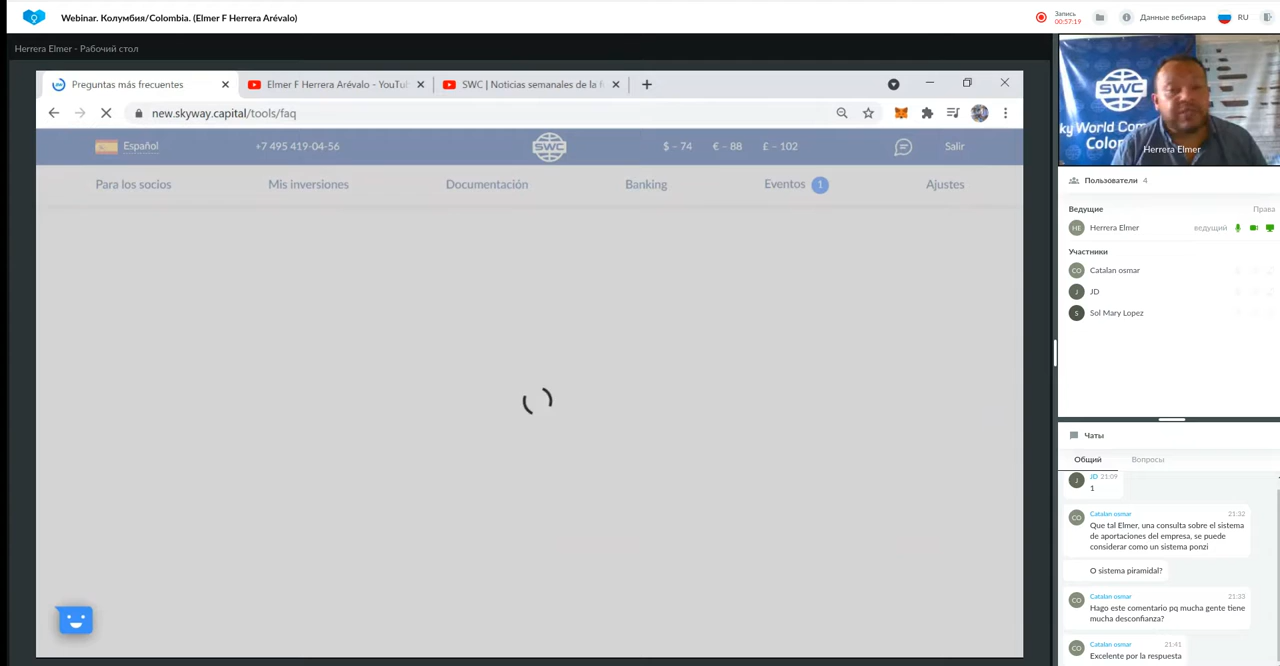 Webinar. Колумбия/Colombia. (Elmer F Herrera Arévalo)
Запись
00:57:19
Данные вебинара
RU
Herrera Elmer - Рабочий стол
Preguntas más frecuentes
Elmer F Herrera Arévalo - YouTu
SWC | Noticias semanales de la
new.skyway.capital/tools/faq
Español
+7 495 419-04-56
SWC
$ – 74
€ – 88
£ – 102
Salir
Para los socios
Mis inversiones
Documentación
Banking
Eventos 1
Ajustes
SWC
ky World Com
Color
Herrera Elmer
Пользователи 4
Ведущие
Права
HE
Herrera Elmer
ведущий
Участники
CO
Catalan osmar
J
JD
S
Sol Mary Lopez
Чаты
Общий
Вопросы
J
JD 21:09
1
CO
Catalan osmar
21:32
Que tal Elmer, una consulta sobre el sistema
de aportaciones del empresa, se puede
considerar como un sistema ponzi
O sistema piramidal?
CO
Catalan osmar
21:33
Hago este comentario pq mucha gente tiene
mucha desconfianza?
CO
Catalan osmar
21:41
Excelente por la respuesta